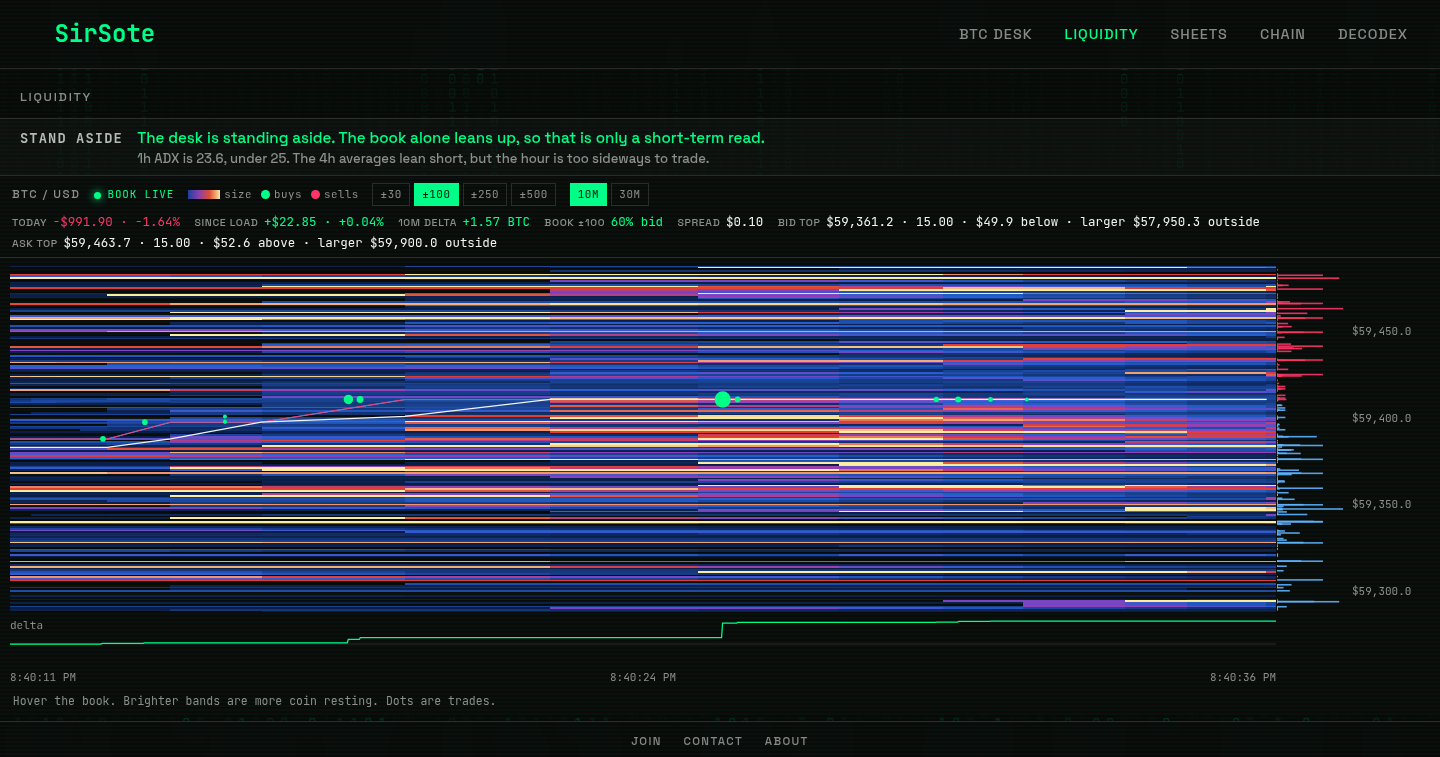 SirSote
BTC DESK LIQUIDITY SHEETS CHAIN DECODEX
LIQUIDITY
STAND ASIDE The desk is standing aside. The book alone leans up, so that is only a short-term read.
1h ADX is 23.6, under 25. The 4h averages lean short, but the hour is too sideways to trade.
BTC / USD BOOK LIVE size buys sells ±30 ±100 ±250 ±500 10M 30M
TODAY -$991.90 · -1.64% SINCE LOAD +$22.85 · +0.04% 10M DELTA +1.57 BTC BOOK ±100 60% bid SPREAD $0.10 BID TOP $59,361.2 · 15.00 · $49.9 below · larger $57,950.3 outside
ASK TOP $59,463.7 · 15.00 · $52.6 above · larger $59,900.0 outside
$59,450.0
$59,400.0
$59,350.0
$59,300.0
delta
8:40:11 PM 8:40:24 PM 8:40:36 PM
Hover the book. Brighter bands are more coin resting. Dots are trades.
JOIN CONTACT ABOUT